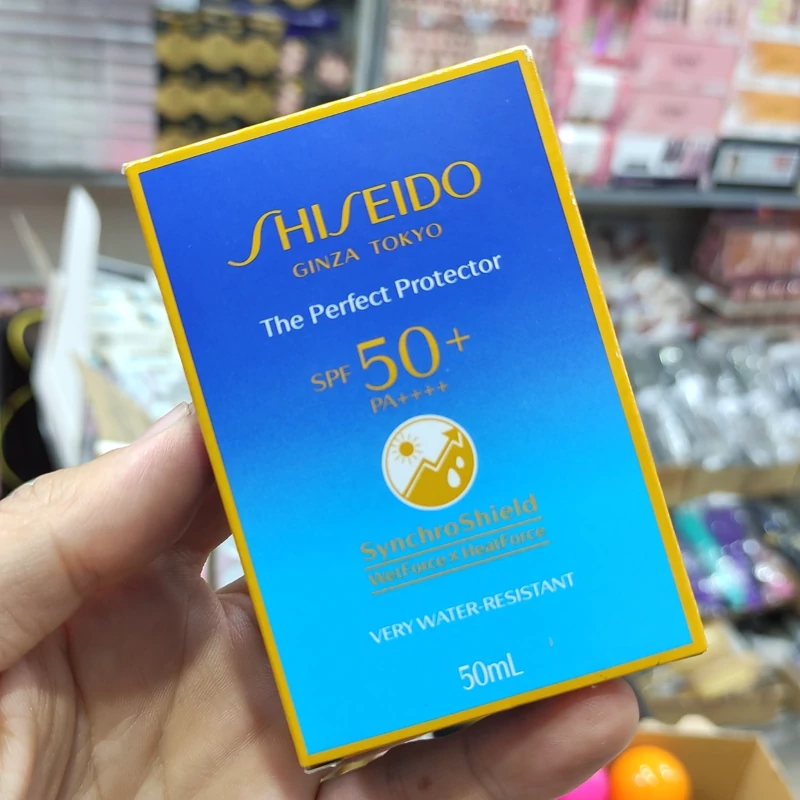 SHISEIDO
GINZA TOKYO
The Perfect Protector
SPF 50+
PA++++
SynchroShield
WetForce x HeatForce
VERY WATER-RESISTANT
50mL